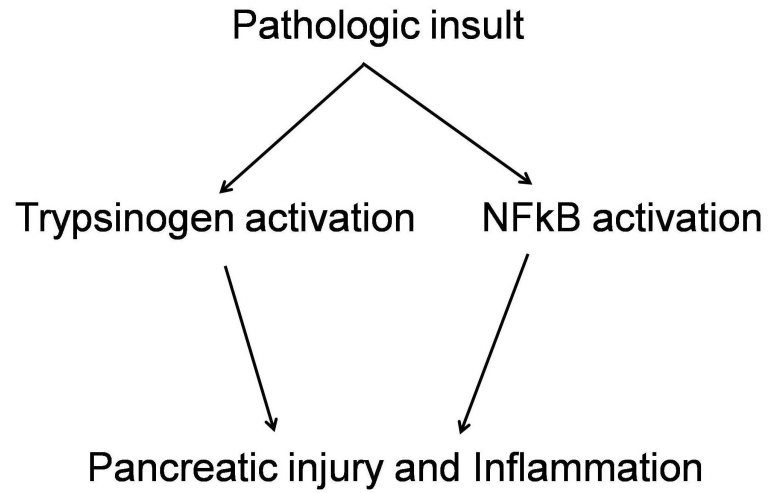 Pathologic insult
Trypsinogen activation
NFkB activation
Pancreatic injury and Inflammation